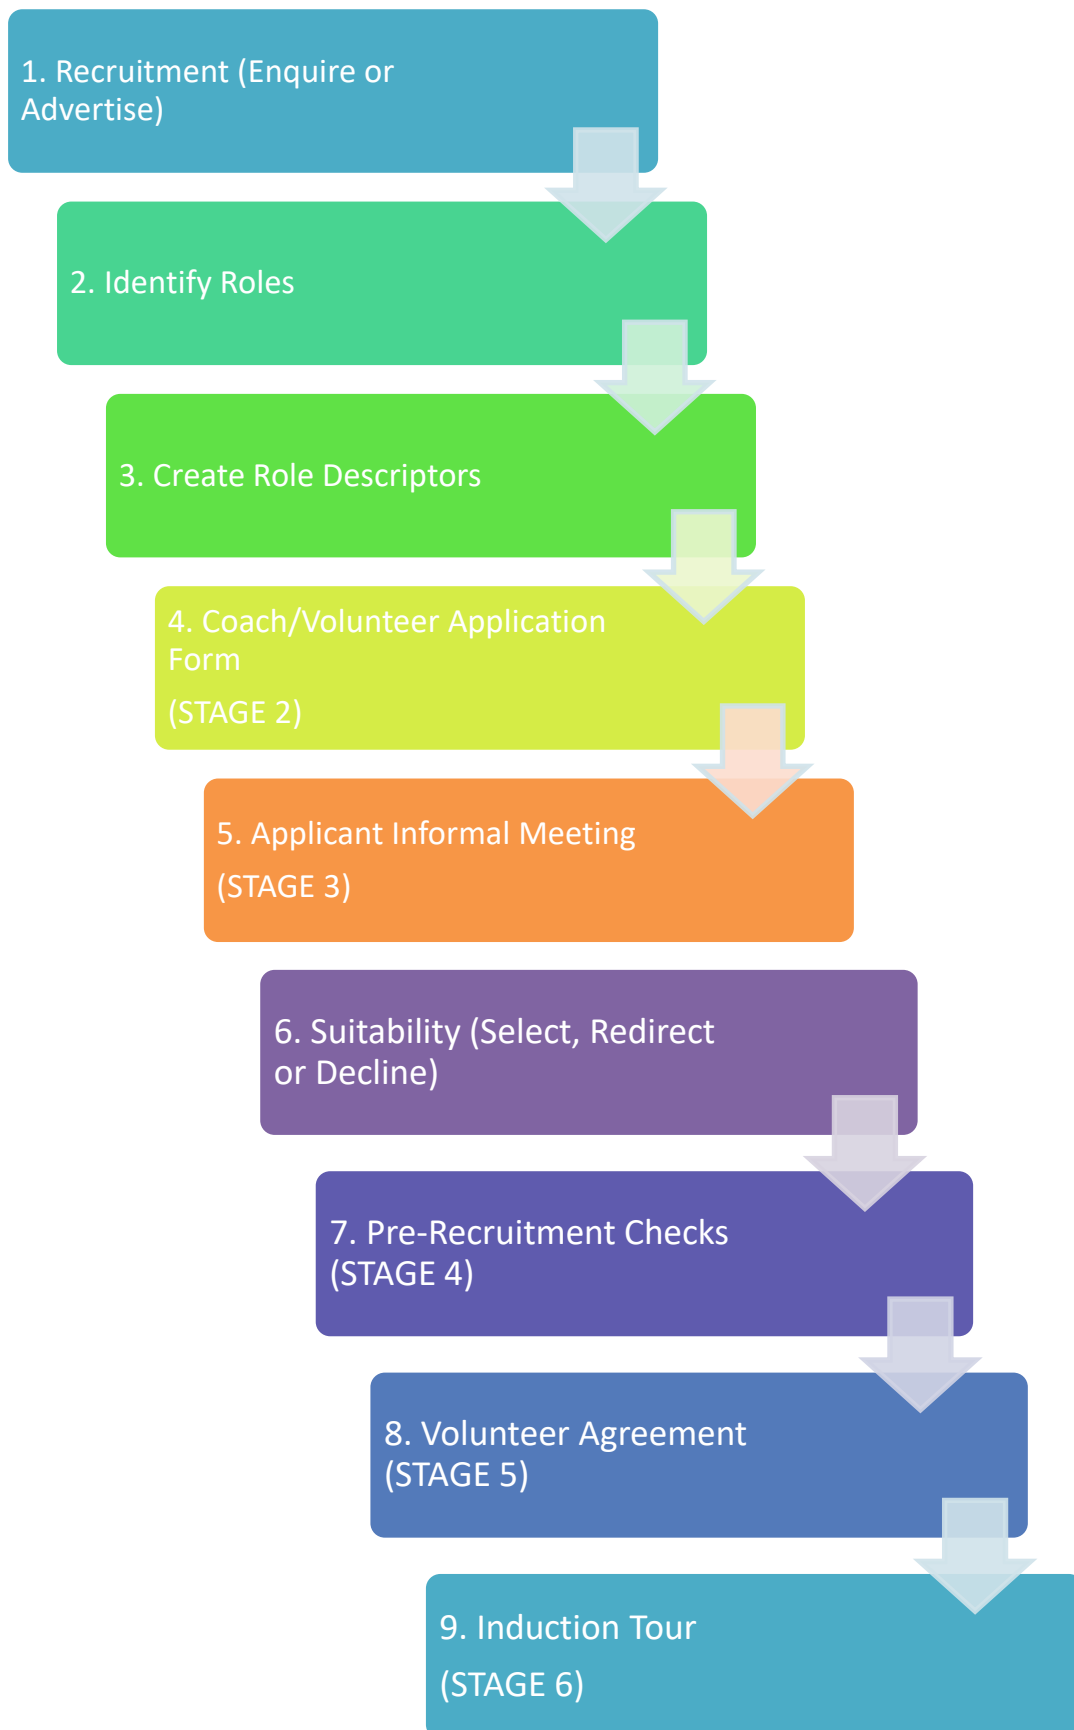 1. Recruitment (Enquire or
Advertise)
2. Identify Roles
3. Create Role Descriptors
4. Coach/Volunteer Application
Form
(STAGE 2)
5. Applicant Informal Meeting
(STAGE 3)
6. Suitability (Select, Redirect
or Decline)
7. Pre-Recruitment Checks
(STAGE 4)
8. Volunteer Agreement
(STAGE 5)
9. Induction Tour
(STAGE 6)